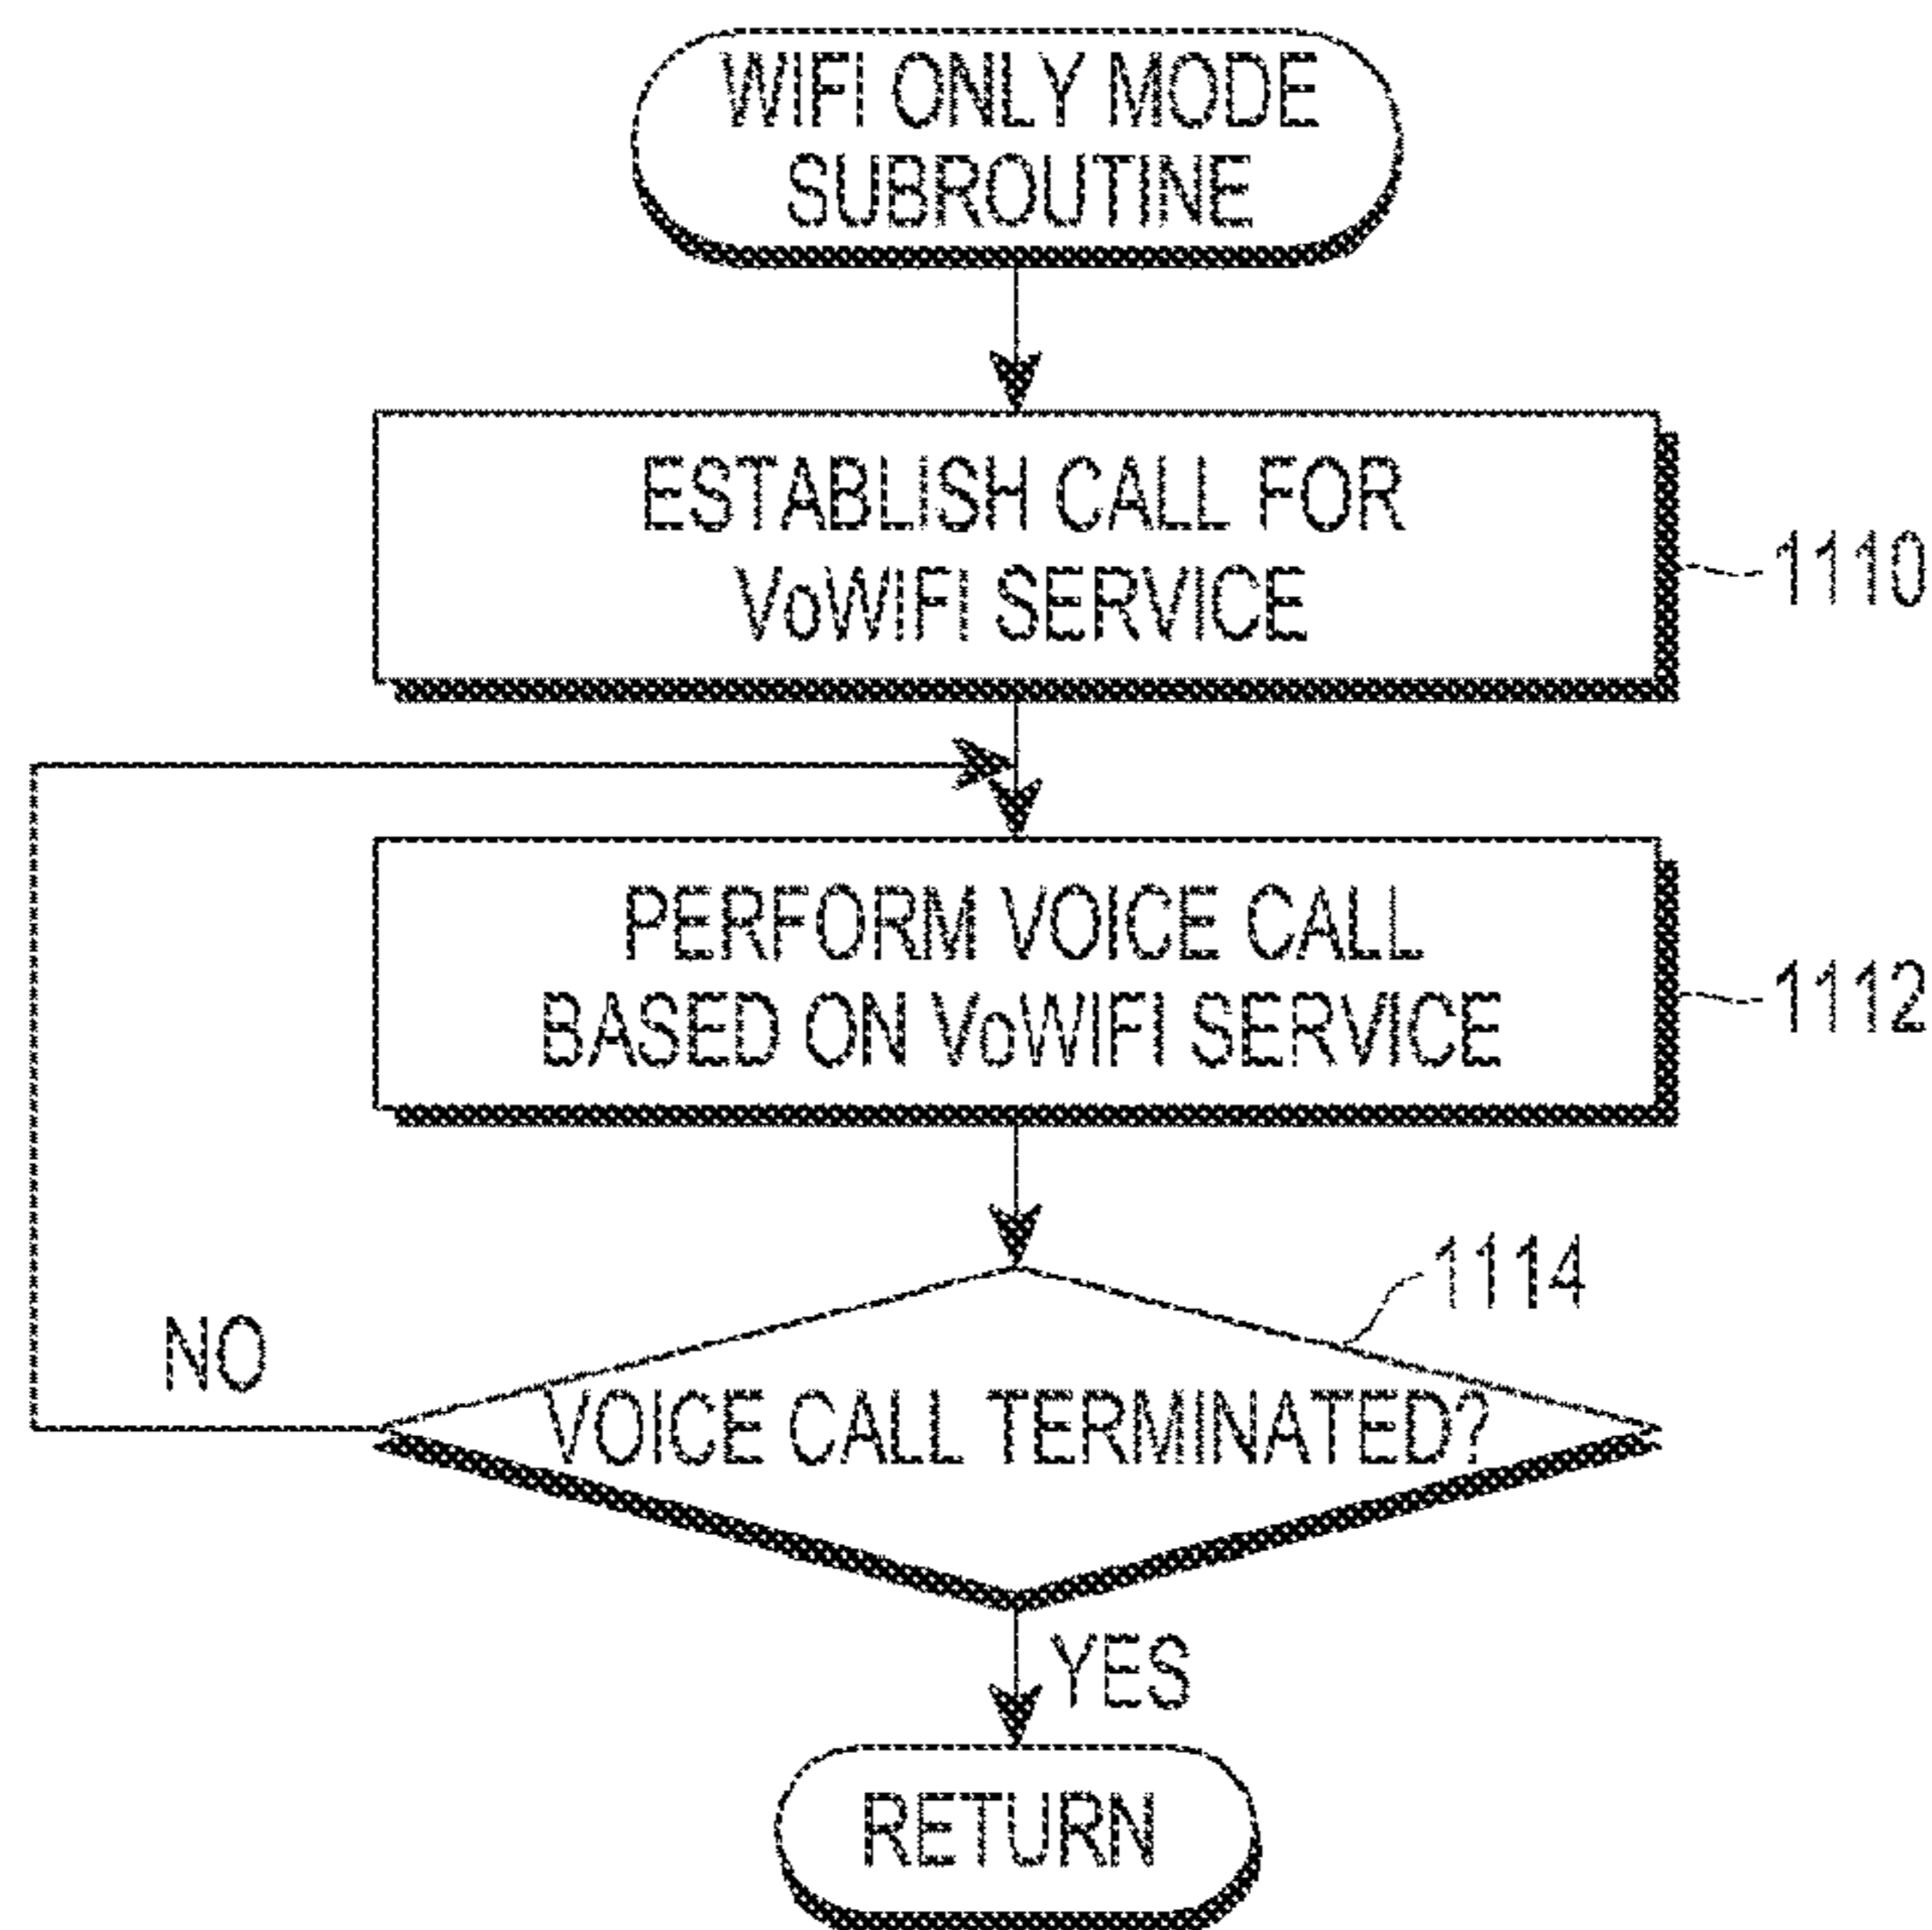 WIFI ONLY MODE
SUBROUTINE
ESTABLISH CALL FOR
VoWIFI SERVICE
1110
PERFORM VOICE CALL
BASED ON VoWIFI SERVICE
1112
1114
NO
VOICE CALL TERMINATED?
YES
RETURN